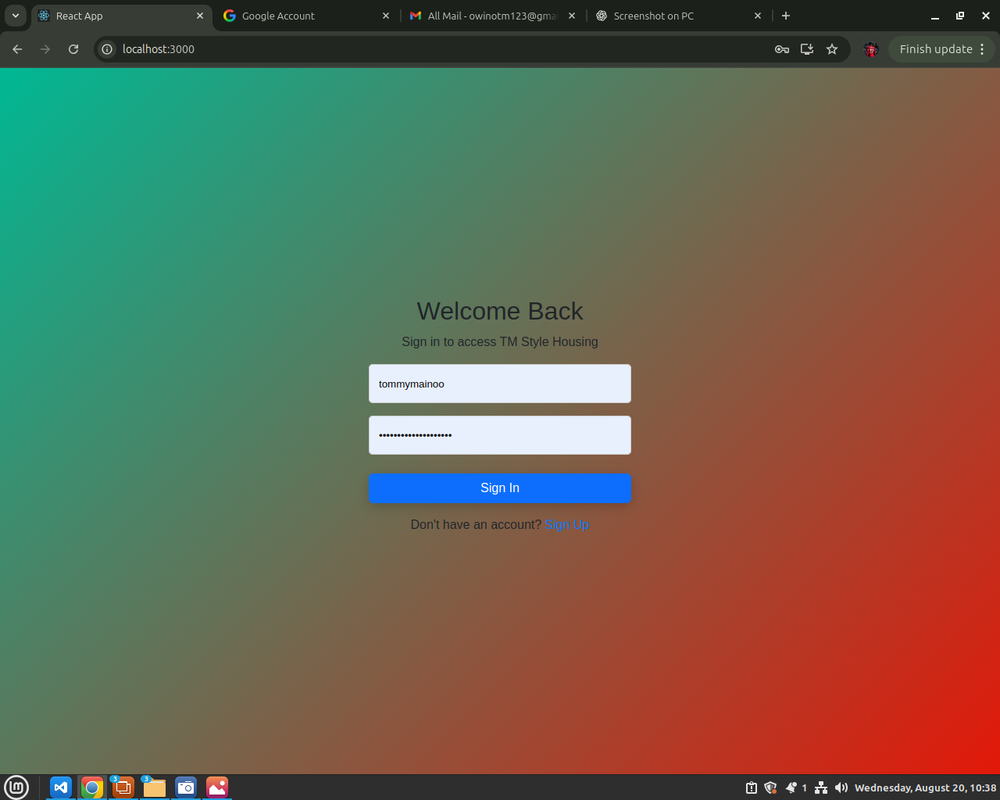 React App
Google Account
All Mail - owinotm123@gmai
Screenshot on PC
localhost:3000
Finish update
Welcome Back
Sign in to access TM Style Housing
tommymainoo
••••••••••••••••••••
Sign In
Don't have an account? Sign Up
3
3
1
Wednesday, August 20, 10:38